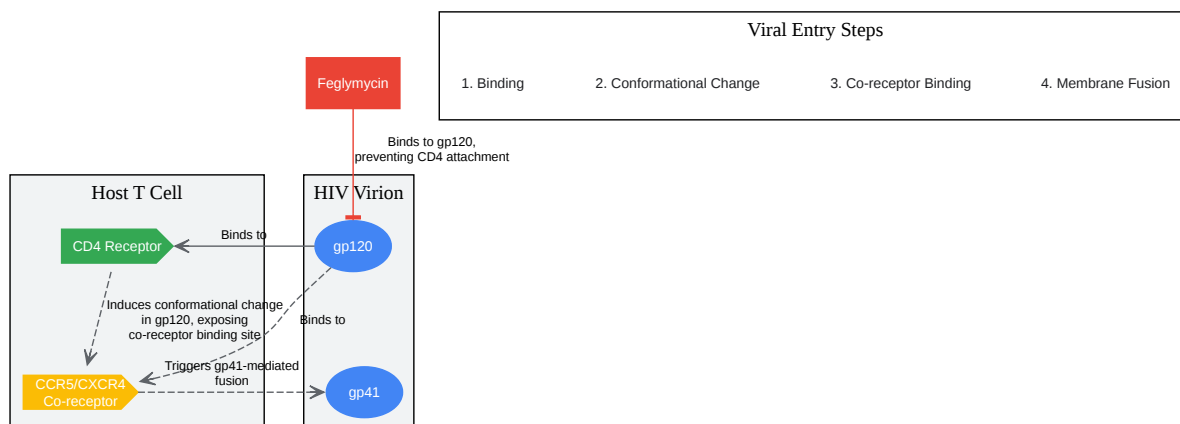 Viral Entry Steps
1. Binding
2. Conformational Change
3. Co-receptor Binding
4. Membrane Fusion
Feglymycin
Binds to gp120,
preventing CD4 attachment
Host T Cell
HIV Virion
CD4 Receptor
Binds to
gp120
Induces conformational change
in gp120, exposing
co-receptor binding site
Binds to
Triggers gp41-mediated
fusion
CCR5/CXCR4
Co-receptor
gp41